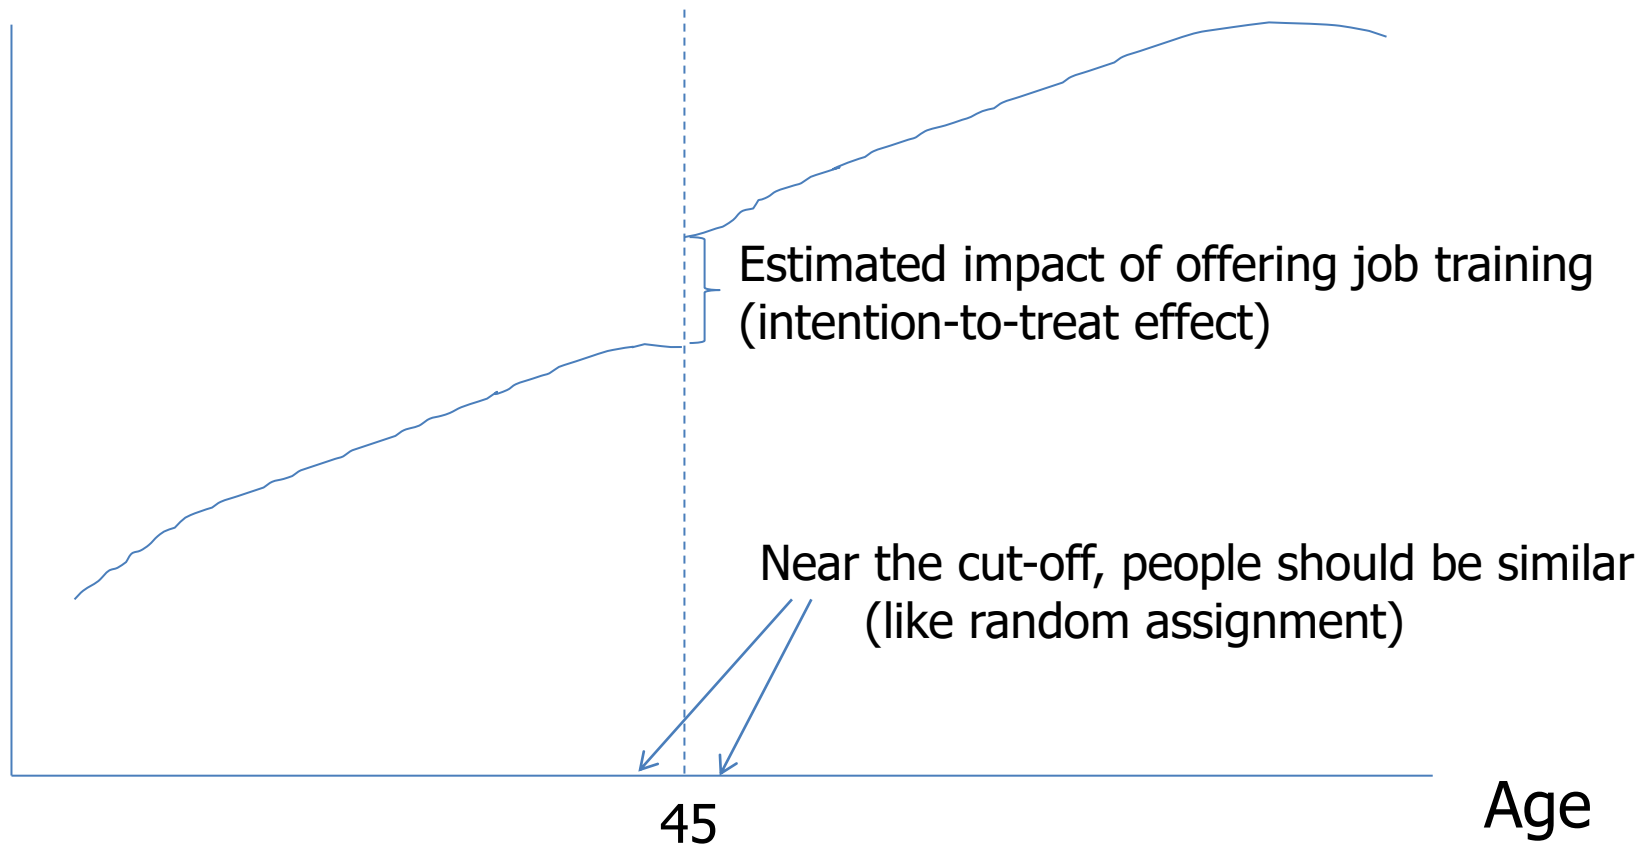 Estimated impact of offering job training
(intention-to-treat effect)
Near the cut-off, people should be similar
(like random assignment)
45
Age